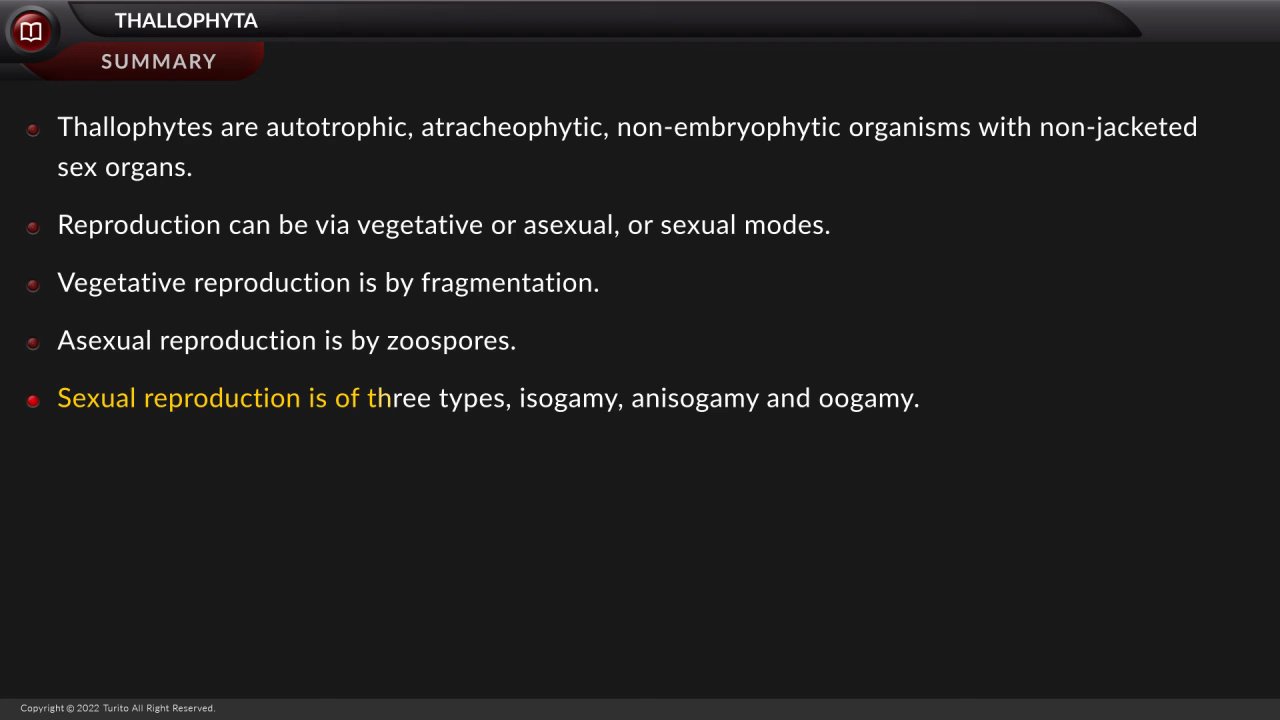 THALLOPHYTA
SUMMARY
Thallophytes are autotrophic, atracheophytic, non-embryophytic organisms with non-jacketed
sex organs.
Reproduction can be via vegetative or asexual, or sexual modes.
Vegetative reproduction is by fragmentation.
Asexual reproduction is by zoospores.
Sexual reproduction is of three types, isogamy, anisogamy and oogamy.
Copyright © 2022 Turito All Right Reserved.